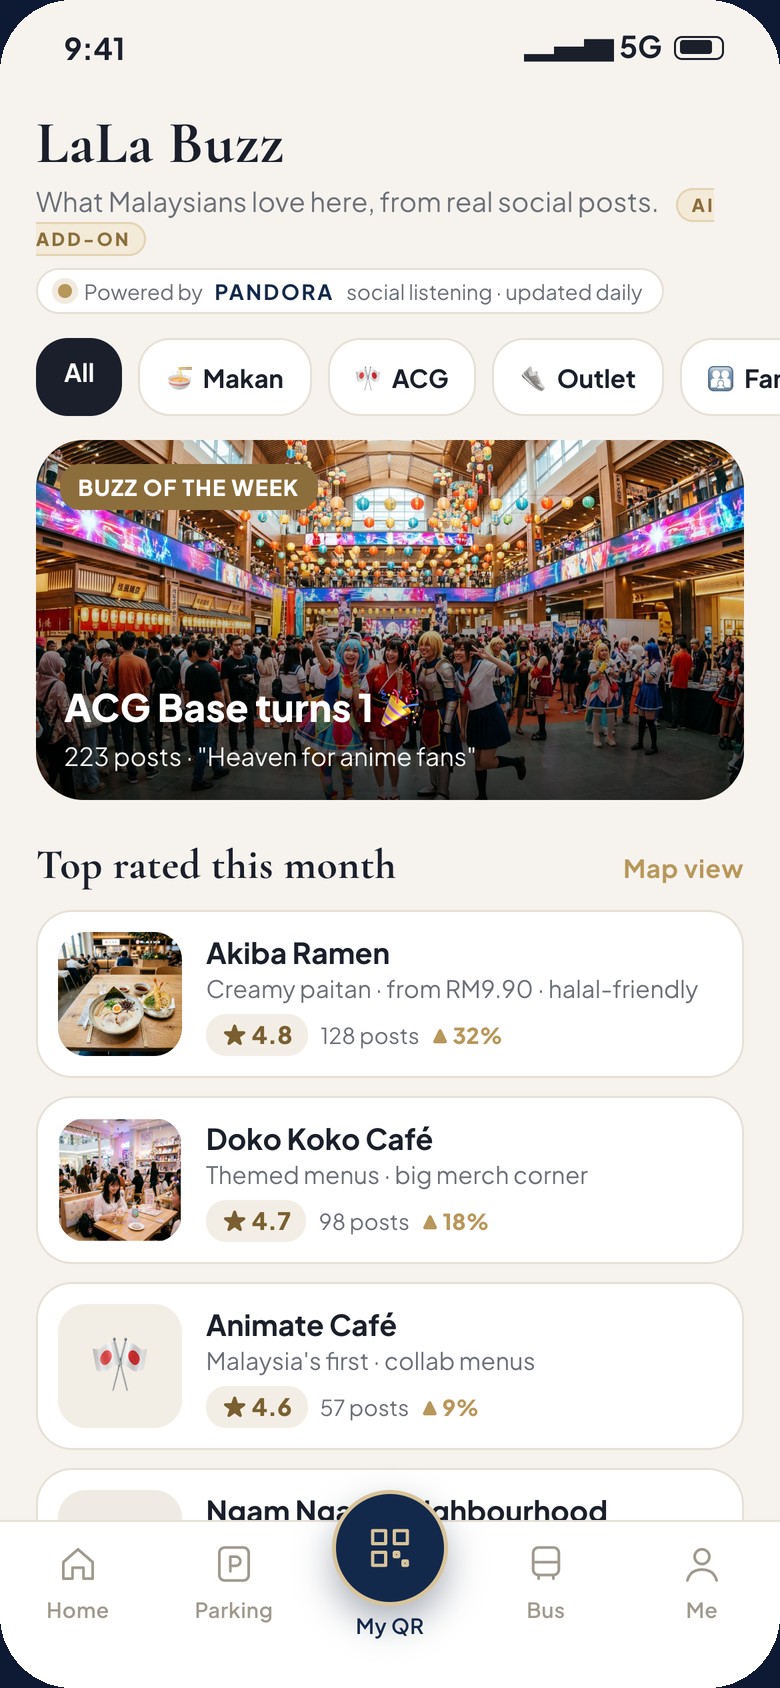 9:41 5G
LaLa Buzz
What Malaysians love here, from real social posts. AI
ADD-ON
Powered by PANDORA social listening · updated daily
All 🍜 Makan 🎌 ACG 👟 Outlet Fam
BUZZ OF THE WEEK
ACG Base turns 1 🎉
223 posts · "Heaven for anime fans"
Top rated this month Map view
Akiba Ramen
Creamy paitan · from RM9.90 · halal-friendly
★ 4.8 128 posts ▲ 32%
Doko Koko Café
Themed menus · big merch corner
★ 4.7 98 posts ▲ 18%
Animate Café
Malaysia's first · collab menus
★ 4.6 57 posts ▲ 9%
Home Parking My QR Bus Me